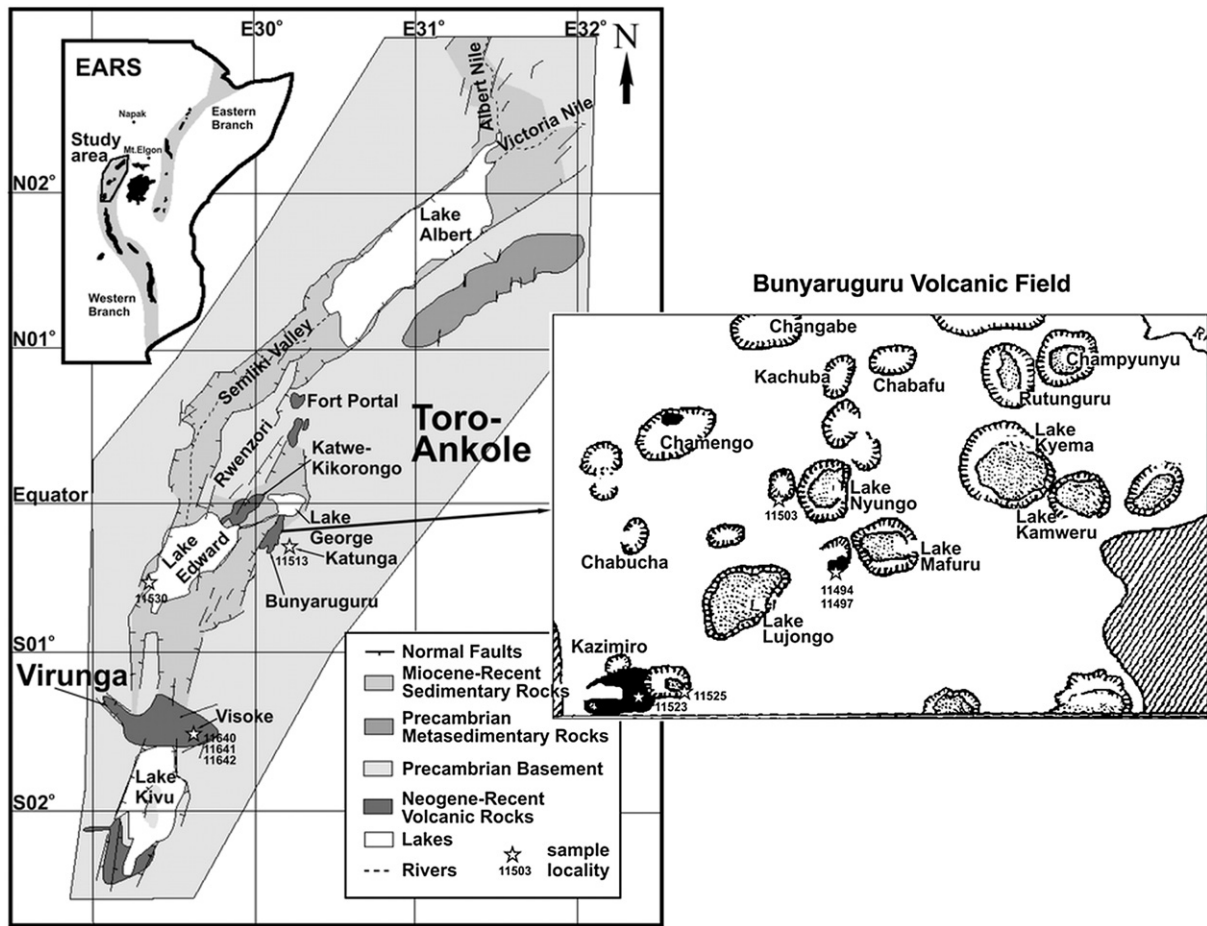 E30°
E31°
E32°
N
EARS
Napak
Eastern
Branch
Study
area
Mt.Elgon
Western
Branch
Albert Nile
Victoria Nile
N02°
Lake
Albert
N01°
Semliki Valley
Fort Portal
Toro-
Ankole
Rwenzori
Katwe-
Kikorongo
Equator
Lake
George
Lake
Edward
11513
Katunga
11530
Bunyaruguru
S01°
Virunga
Visoke
11640
11641
11642
Lake
Kivu
S02°
Normal Faults
Miocene-Recent
Sedimentary Rocks
Precambrian
Metasedimentary Rocks
Precambrian Basement
Neogene-Recent
Volcanic Rocks
Lakes
Rivers
sample
locality
11503
Bunyaruguru Volcanic Field
Changabe
Kachuba
Chabafu
Champyunyu
Rutunguru
Chamengo
Lake
Kyema
Lake
Nyungo
11503
Lake
Kamweru
Chabucha
Lake
Mafuru
11494
11497
Lake
Lujongo
Kazimiro
11525
11523